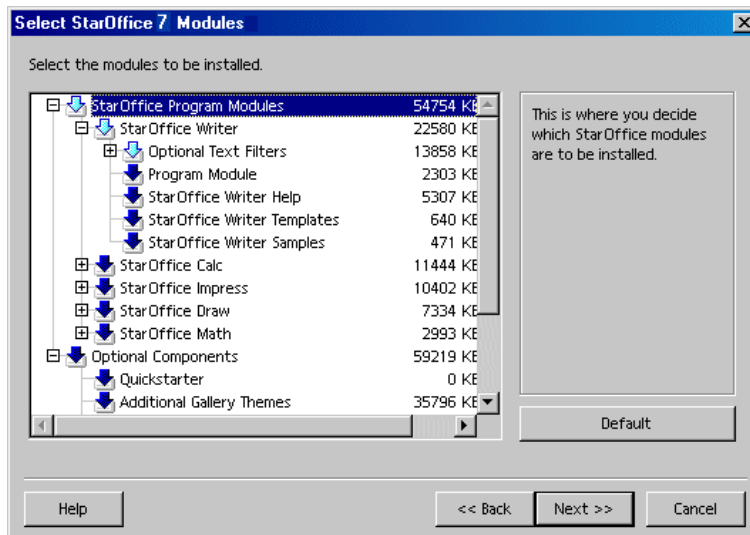 Select StarOffice 7 Modules
Select the modules to be installed.
StarOffice Program Modules 54754 KB
StarOffice Writer 22580 KB
Optional Text Filters 13858 KB
Program Module 2303 KB
StarOffice Writer Help 5307 KB
StarOffice Writer Templates 640 KB
StarOffice Writer Samples 471 KB
StarOffice Calc 11444 KB
StarOffice Impress 10402 KB
StarOffice Draw 7334 KB
StarOffice Math 2993 KB
Optional Components 59219 KB
Quickstarter 0 KB
Additional Gallery Themes 35796 KB
This is where you decide
which StarOffice modules
are to be installed.
Default
Help
<< Back
Next >>
Cancel